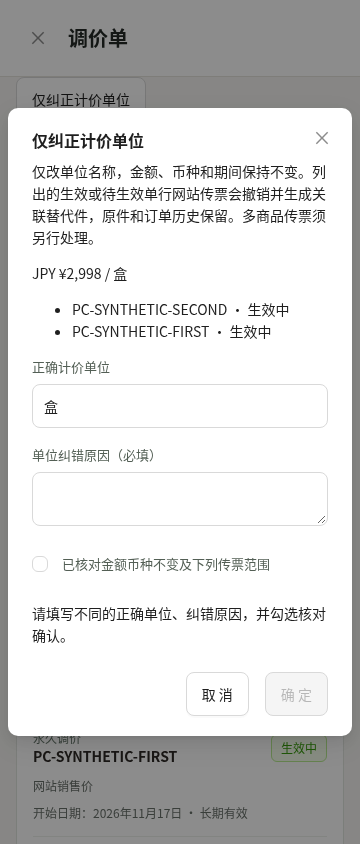 调价单
仅纠正计价单位
仅纠正计价单位
仅改单位名称，金额、币种和期间保持不变。列
出的生效或待生效单行网站传票会撤销并生成关
联替代件，原件和订单历史保留。多商品传票须
另行处理。
JPY ¥2,998 / 盒
• PC-SYNTHETIC-SECOND · 生效中
• PC-SYNTHETIC-FIRST · 生效中
正确计价单位
盒
单位纠错原因（必填）
已核对金额币种不变及下列传票范围
请填写不同的正确单位、纠错原因，并勾选核对
确认。
取消
确定
永久调价
PC-SYNTHETIC-FIRST
生效中
网站销售价
开始日期：2026年11月17日 · 长期有效